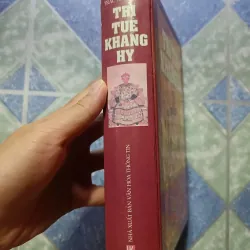 TRÍ
TUỆ
KHANG
HY
NHÀ XUẤT BẢN VĂN HÓA THÔNG TIN